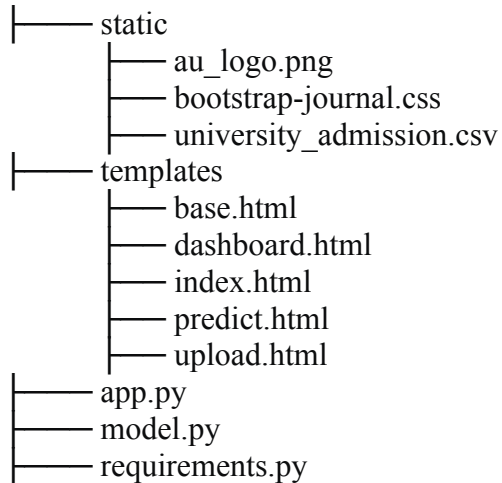 static
au_logo.png
bootstrap-journal.css
university_admission.csv
templates
base.html
dashboard.html
index.html
predict.html
upload.html
app.py
model.py
requirements.py